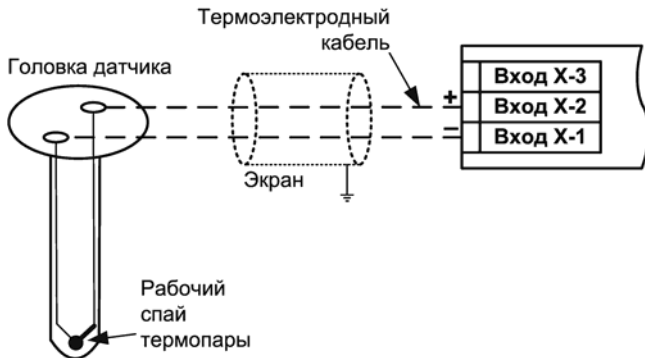 Термоэлектродный
кабель
Головка датчика
Вход X-3
+
Вход X-2
–
Вход X-1
Экран
Рабочий
спай
термопары